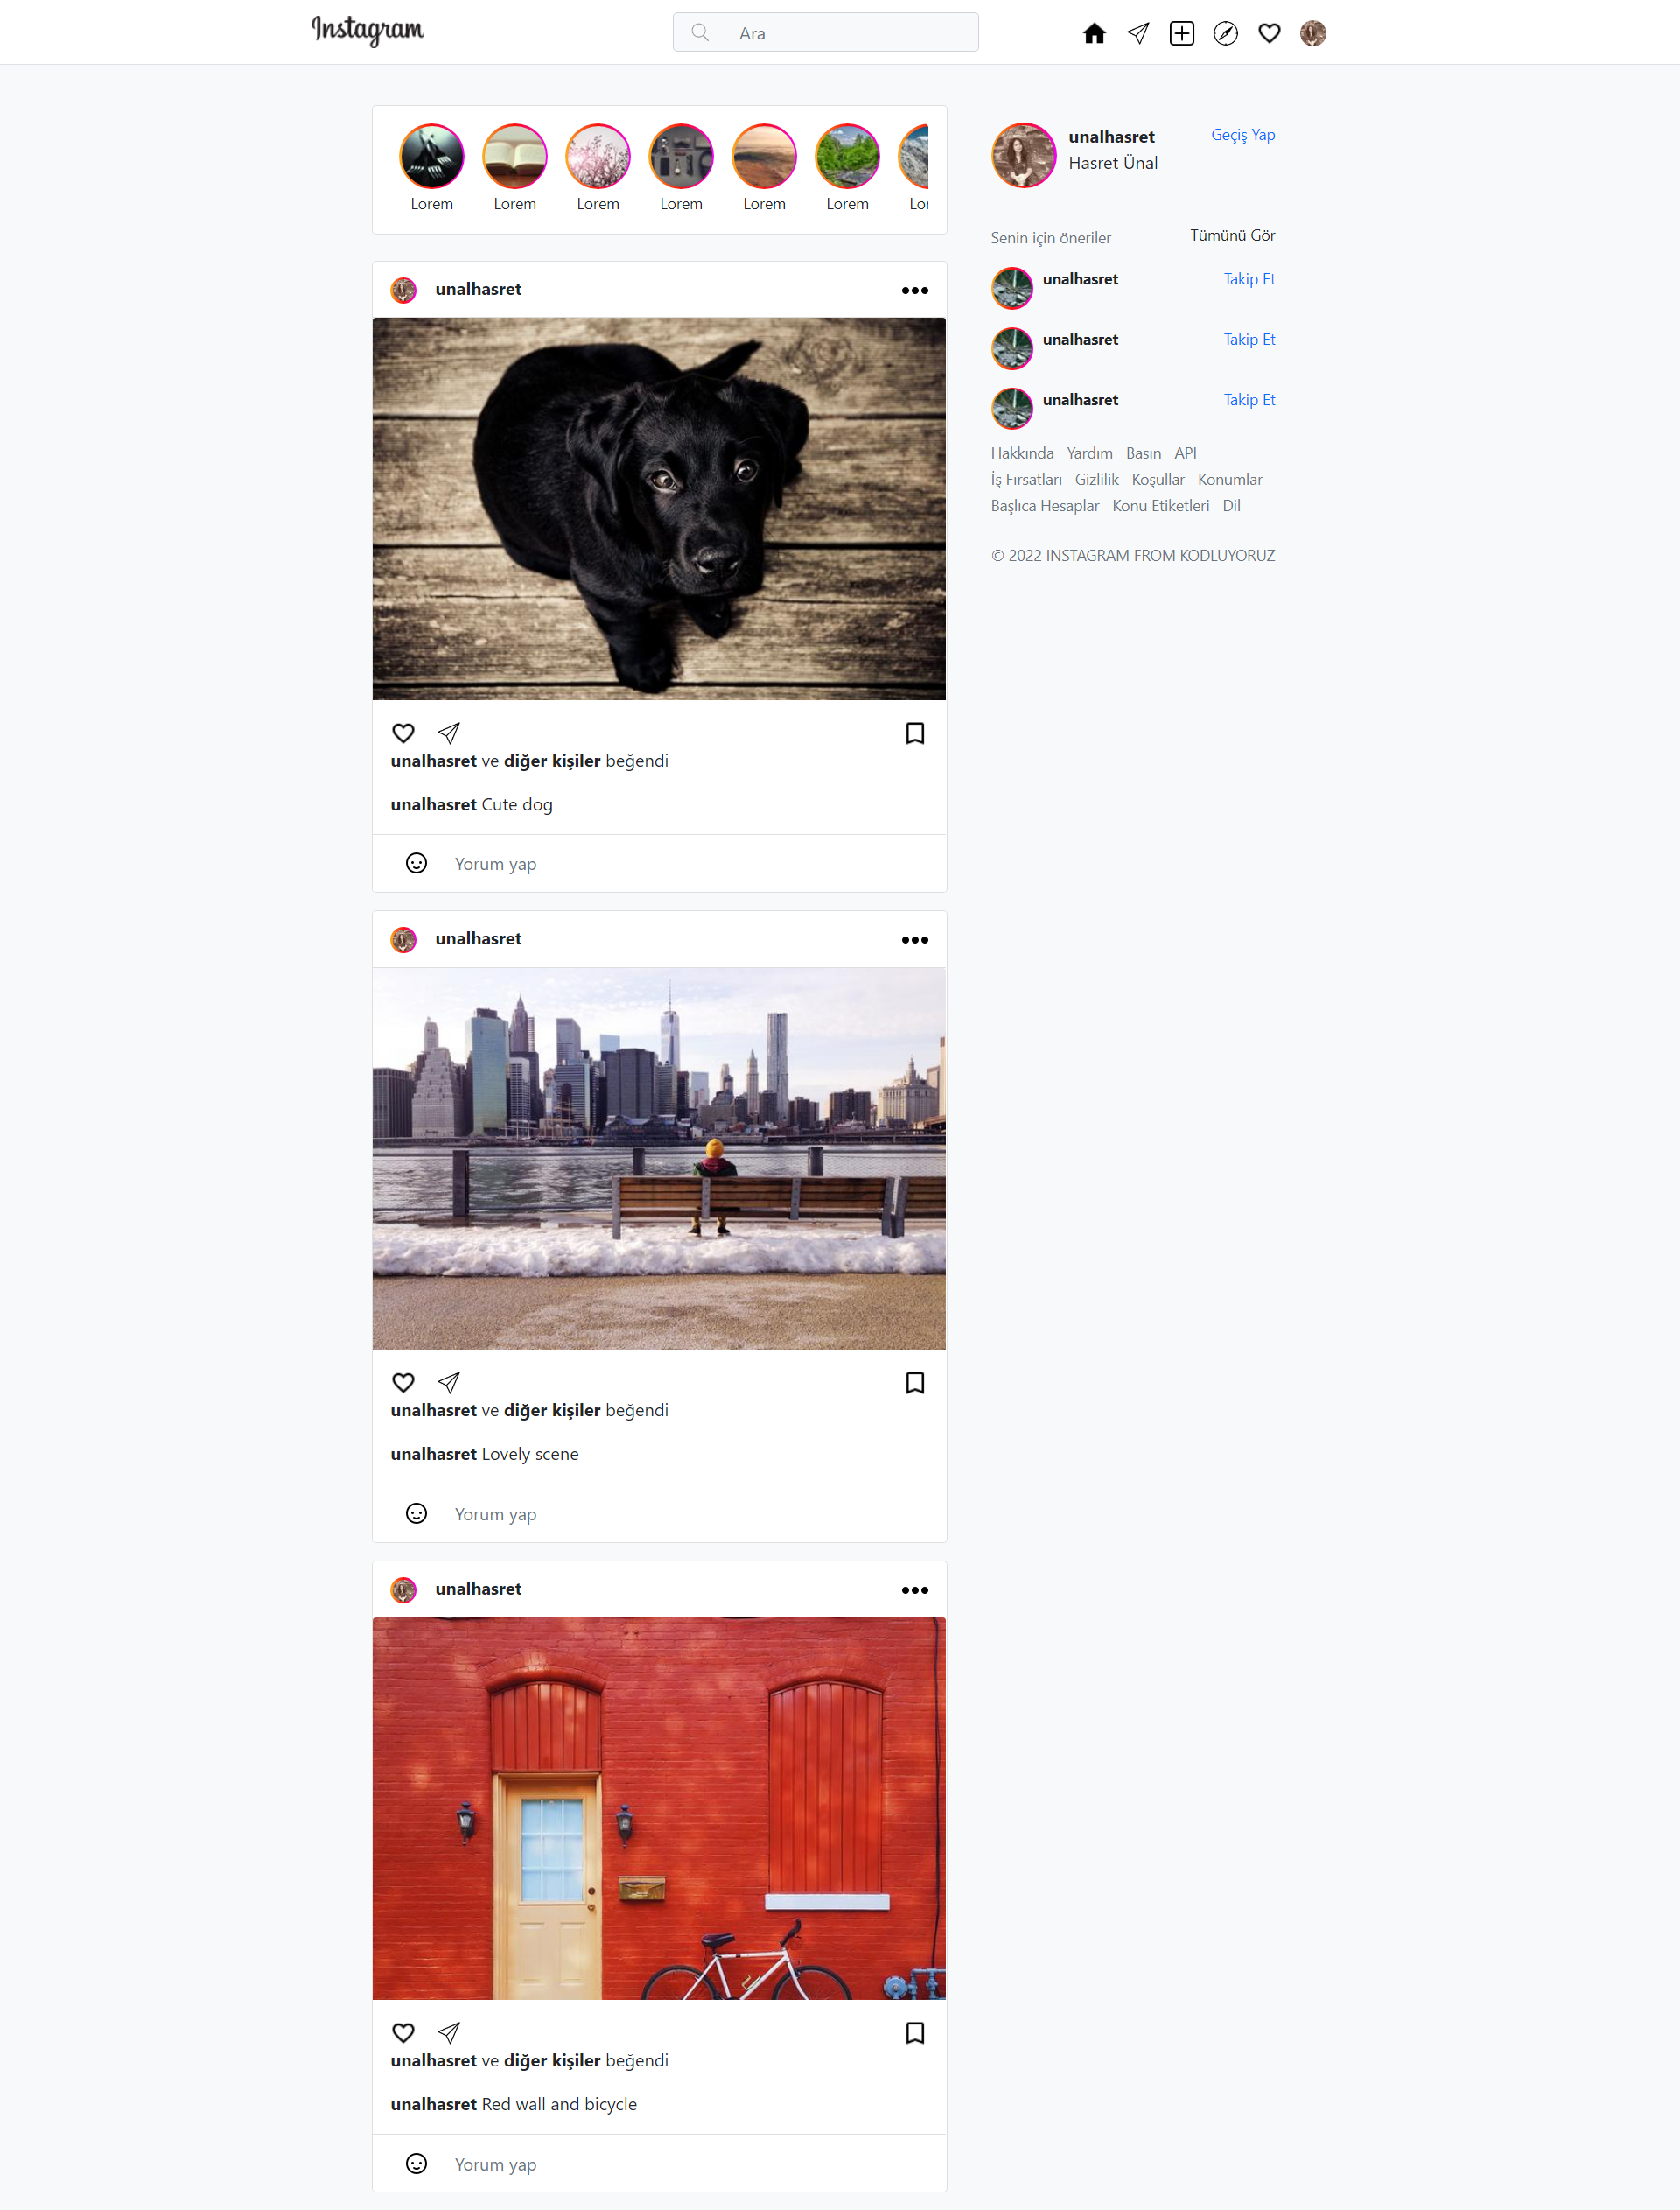 Instagram
Ara
Lorem Lorem Lorem Lorem Lorem Lorem Lor
unalhasret
Geçiş Yap
Hasret Ünal
Senin için öneriler
Tümünü Gör
unalhasret
Takip Et
unalhasret
Takip Et
unalhasret
Takip Et
Hakkında Yardım Basın API
İş Fırsatları Gizlilik Koşullar Konumlar
Başlıca Hesaplar Konu Etiketleri Dil
© 2022 INSTAGRAM FROM KODLUYORUZ
unalhasret
unalhasret ve diğer kişiler beğendi
unalhasret Cute dog
Yorum yap
unalhasret
unalhasret ve diğer kişiler beğendi
unalhasret Lovely scene
Yorum yap
unalhasret
unalhasret ve diğer kişiler beğendi
unalhasret Red wall and bicycle
Yorum yap